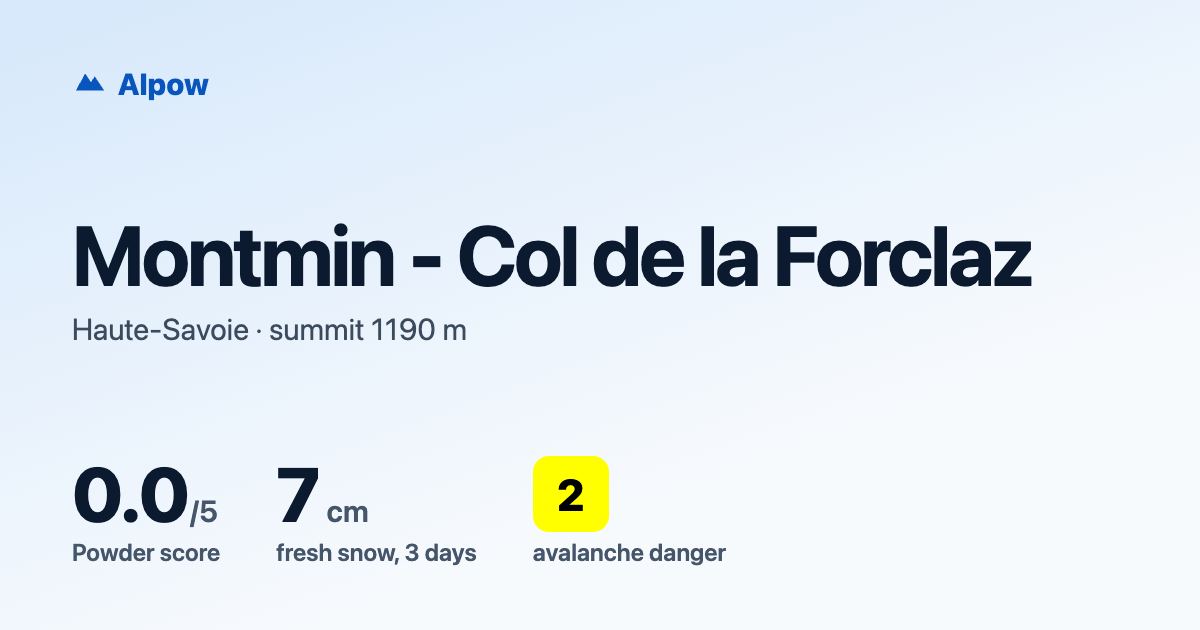 Alpow
Montmin - Col de la Forclaz
Haute-Savoie · summit 1190 m
0.0/5 7 cm 2
Powder score fresh snow, 3 days avalanche danger